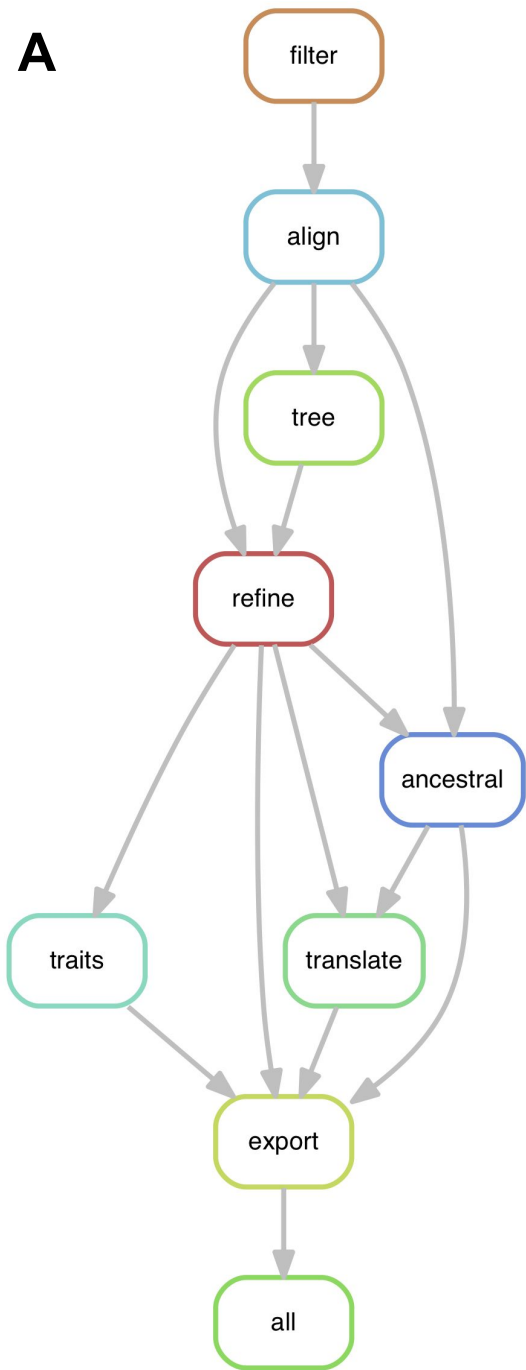 A
filter
align
tree
refine
ancestral
traits
translate
export
all